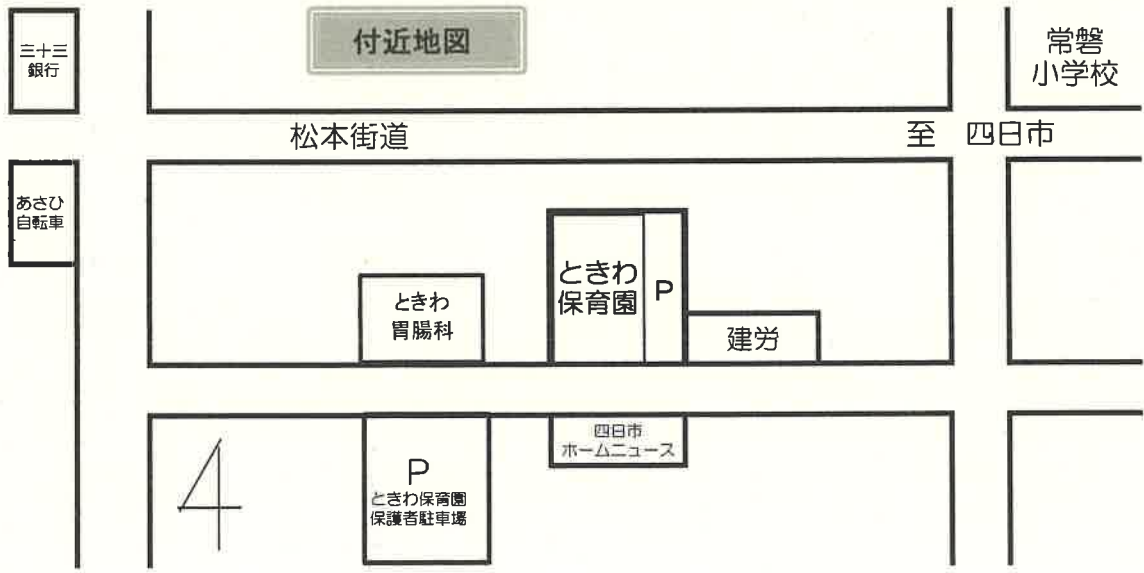 付近地図
三十三
銀行
常磐
小学校
松本街道
至 四日市
あさひ
自転車
ときわ
胃腸科
ときわ
保育園
P
建労
P
ときわ保育園
保護者駐車場
四日市
ホームニュース